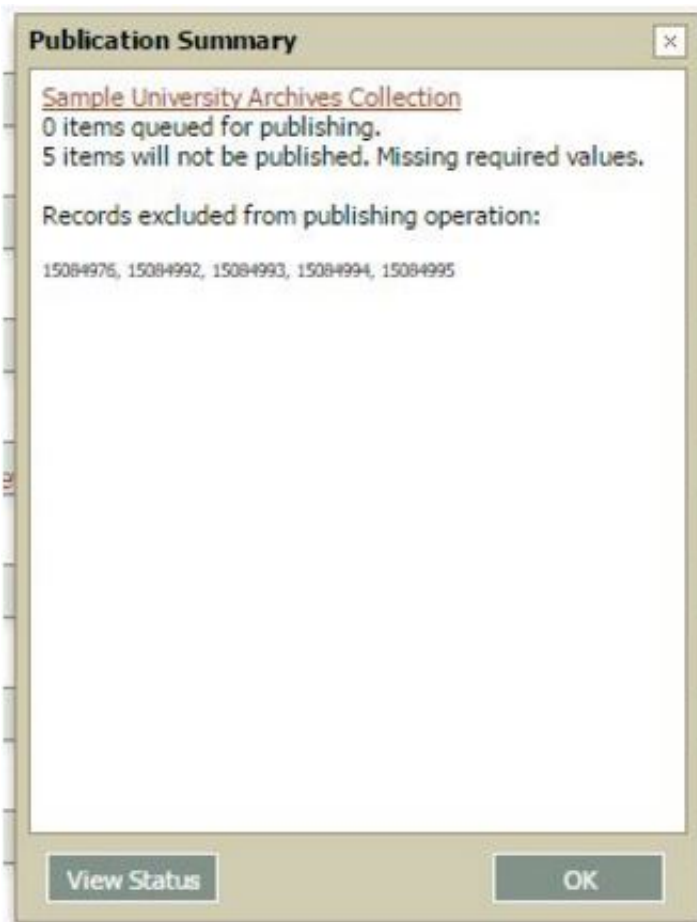 Publication Summary
Sample University Archives Collection
0 items queued for publishing.
5 items will not be published. Missing required values.
Records excluded from publishing operation:
15084976, 15084992, 15084993, 15084994, 15084995
View Status
OK